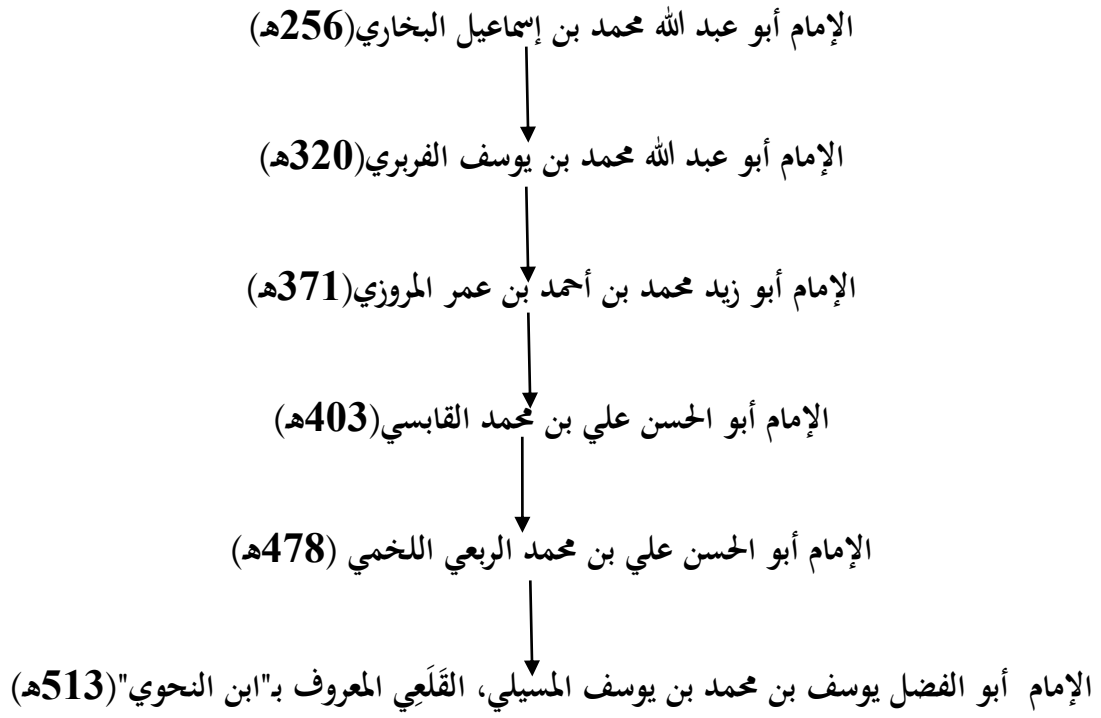 الإمام أبو عبد الله محمد بن إسماعيل البخاري(256هـ)
الإمام أبو عبد الله محمد بن يوسف الفربري(320هـ)
الإمام أبو زيد محمد بن أحمد بن عمر المروزي(371هـ)
الإمام أبو الحسن علي بن محمد القابسي(403هـ)
الإمام أبو الحسن علي بن محمد الربعي اللخمي (478هـ)
الإمام أبو الفضل يوسف بن محمد بن يوسف المسيلي، القَلَعِي المعروف بـ"ابن النحوي"(513هـ)